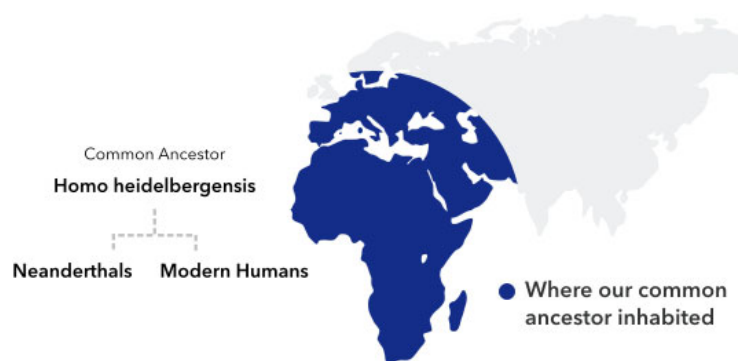 Common Ancestor
Homo heidelbergensis
Neanderthals
Modern Humans
Where our common
ancestor inhabited